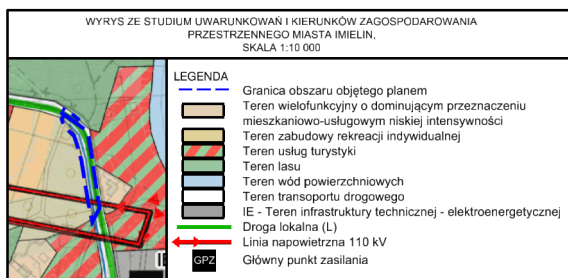 WYRYS ZE STUDIUM UWARUNKOWAŃ I KIERUNKÓW ZAGOSPODAROWANIA
PRZESTRZENNEGO MIASTA IMIELIN,
SKALA 1:10 000
LEGENDA
Granica obszaru objętego planem
Teren wielofunkcyjny o dominującym przeznaczeniu
mieszkaniowo-usługowym niskiej intensywności
Teren zabudowy rekreacji indywidualnej
Teren usług turystyki
Teren lasu
Teren wód powierzchniowych
Teren transportu drogowego
IE - Teren infrastruktury technicznej - elektroenergetycznej
Droga lokalna (L)
Linia napowietrzna 110 kV
GPZ Główny punkt zasilania